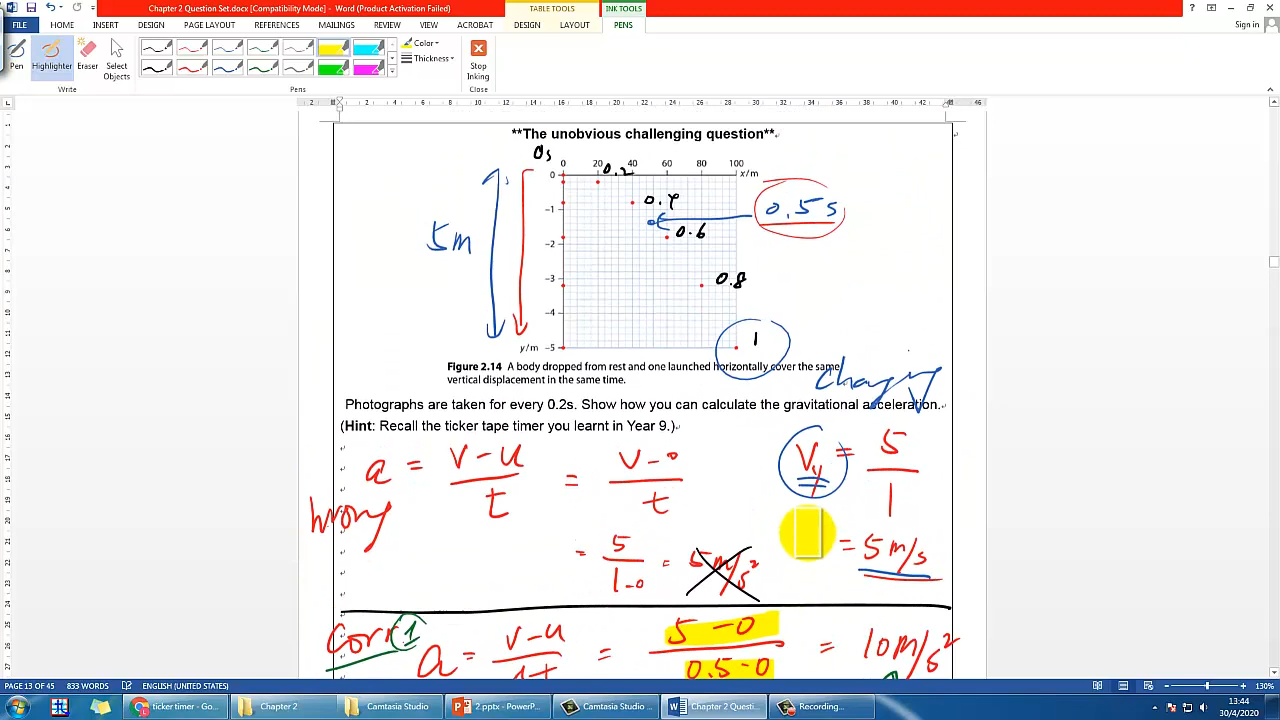 Chapter 2 Question Set.docx [Compatibility Mode] - Word (Product Activation Failed)
TABLE TOOLS
INK TOOLS
FILE HOME INSERT DESIGN PAGE LAYOUT REFERENCES MAILINGS REVIEW VIEW ACROBAT DESIGN LAYOUT PENS
Sign in
Pen Highlighter Eraser Select Objects
Color
Thickness
Stop Inking
Write Pens Close
**The unobvious challenging question**
0s
0 20 40 60 80 100 x/m
0
0.2
-1
0.4
0.5s
-2
0.6
5m
-3
0.8
-4
y/m -5
1
Figure 2.14 A body dropped from rest and one launched horizontally cover the same
vertical displacement in the same time.
changing
V
Photographs are taken for every 0.2s. Show how you can calculate the gravitational acceleration.
(Hint: Recall the ticker tape timer you learnt in Year 9.)
a = v-u/t = v-0/t
Vy = 5/1
wrong
= 5/1-0 = 5m/s²
= 5m/s
1
a = v-u/Δt = 5-0/0.5-0 = 10m/s²
PAGE 13 OF 45 833 WORDS ENGLISH (UNITED STATES) 130%
ticker timer - Go... Chapter 2 Camtasia Studio 2.pptx - PowerP... Camtasia Studio ... Chapter 2 Questi... Recording...
13:44
30/4/2020